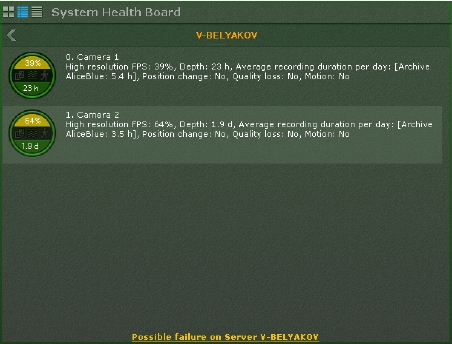 System Health Board
V-BELYAKOV
39%
23 h
0. Camera 1
High resolution FPS: 39%, Depth: 23 h, Average recording duration per day: [Archive
AliceBlue: 5.4 h], Position change: No, Quality loss: No, Motion: No
64%
1.9 d
1. Camera 2
High resolution FPS: 64%, Depth: 1.9 d, Average recording duration per day: [Archive
AliceBlue: 3.5 h], Position change: No, Quality loss: No, Motion: No
Possible failure on Server V-BELYAKOV